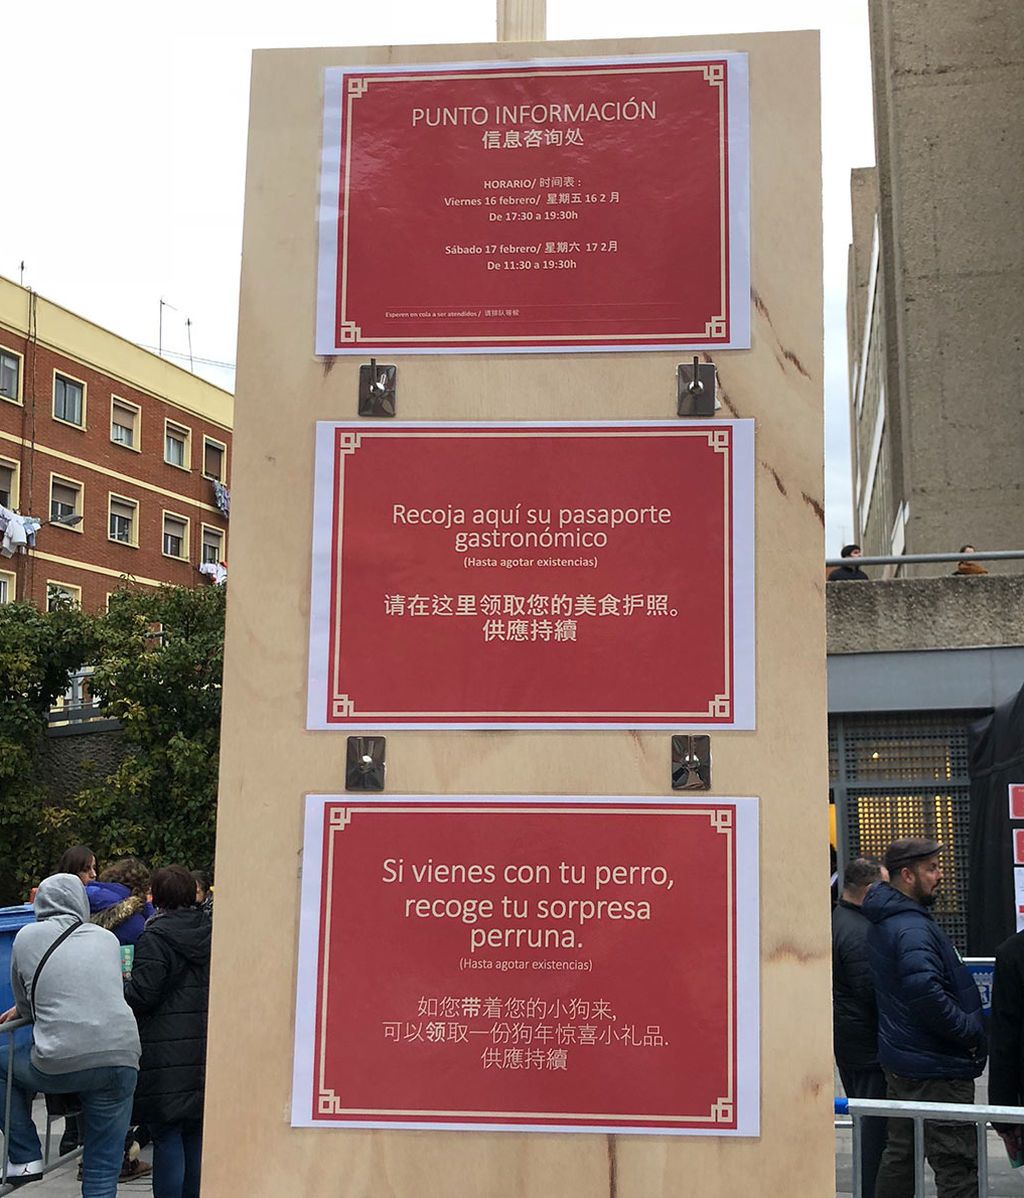 PUNTO INFORMACIÓN
信息咨询处
HORARIO/ 时间表 :
Viernes 16 febrero/ 星期五 16 2 月
De 17:30 a 19:30h
Sábado 17 febrero/ 星期六 17 2月
De 11:30 a 19:30h
Esperen en cola a ser atendidos / 请排队等候
Recoja aquí su pasaporte
gastronómico
(Hasta agotar existencias)
请在这里领取您的美食护照。
供應持續
Si vienes con tu perro,
recoge tu sorpresa
perruna.
(Hasta agotar existencias)
如您带着您的小狗来,
可以领取一份狗年惊喜小礼品.
供應持續